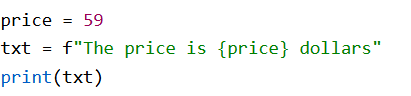 price = 59
txt = f"The price is {price} dollars"
print(txt)